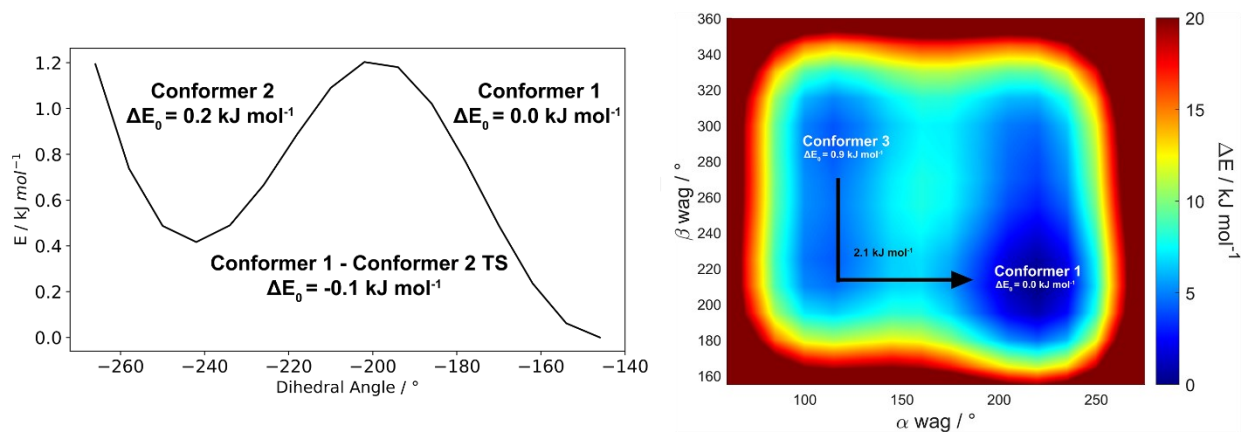 1.2
1.0
0.8
0.6
0.4
0.2
0.0
E / kJ mol⁻¹
Conformer 2
ΔE₀ = 0.2 kJ mol⁻¹
Conformer 1
ΔE₀ = 0.0 kJ mol⁻¹
Conformer 1 - Conformer 2 TS
ΔE₀ = -0.1 kJ mol⁻¹
−260 −240 −220 −200 −180 −160 −140
Dihedral Angle / °
360
340
320
300
280
260
240
220
200
180
160
β wag / °
Conformer 3
ΔE₀ = 0.9 kJ mol⁻¹
2.1 kJ mol⁻¹
Conformer 1
ΔE₀ = 0.0 kJ mol⁻¹
100 150 200 250
α wag / °
20
15
10
5
0
ΔE / kJ mol⁻¹